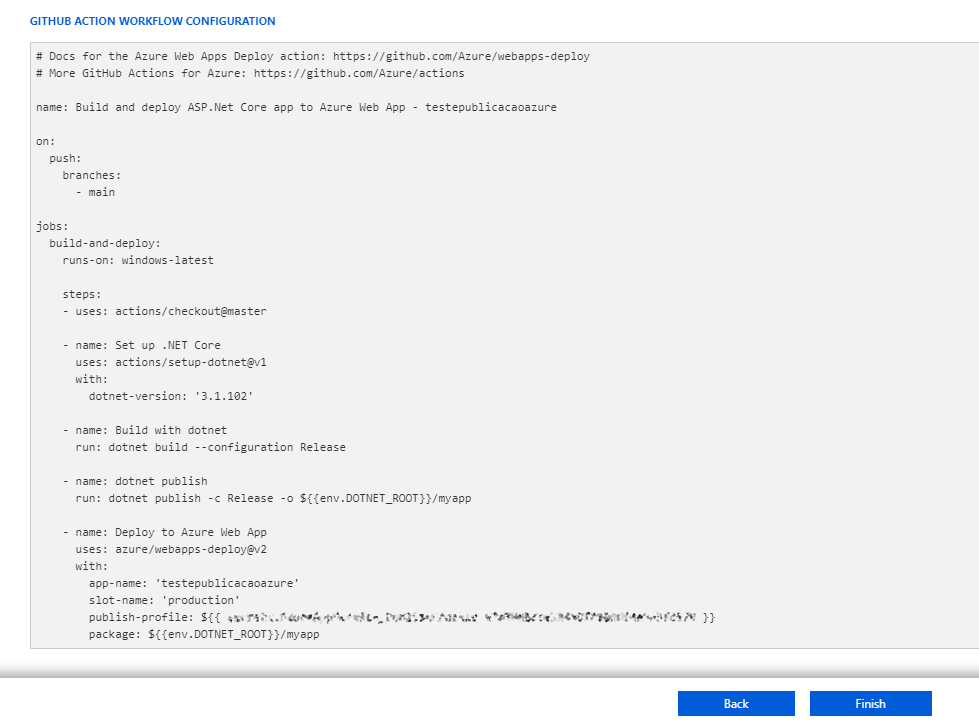 GITHUB ACTION WORKFLOW CONFIGURATION
# Docs for the Azure Web Apps Deploy action: https://github.com/Azure/webapps-deploy
# More GitHub Actions for Azure: https://github.com/Azure/actions
name: Build and deploy ASP.Net Core app to Azure Web App - testepublicacaoazure
on:
push:
branches:
- main
jobs:
build-and-deploy:
runs-on: windows-latest
steps:
- uses: actions/checkout@master
- name: Set up .NET Core
uses: actions/setup-dotnet@v1
with:
dotnet-version: '3.1.102'
- name: Build with dotnet
run: dotnet build --configuration Release
- name: dotnet publish
run: dotnet publish -c Release -o ${{env.DOTNET_ROOT}}/myapp
- name: Deploy to Azure Web App
uses: azure/webapps-deploy@v2
with:
app-name: 'testepublicacaoazure'
slot-name: 'production'
publish-profile: ${{ }}
package: ${{env.DOTNET_ROOT}}/myapp
Back
Finish